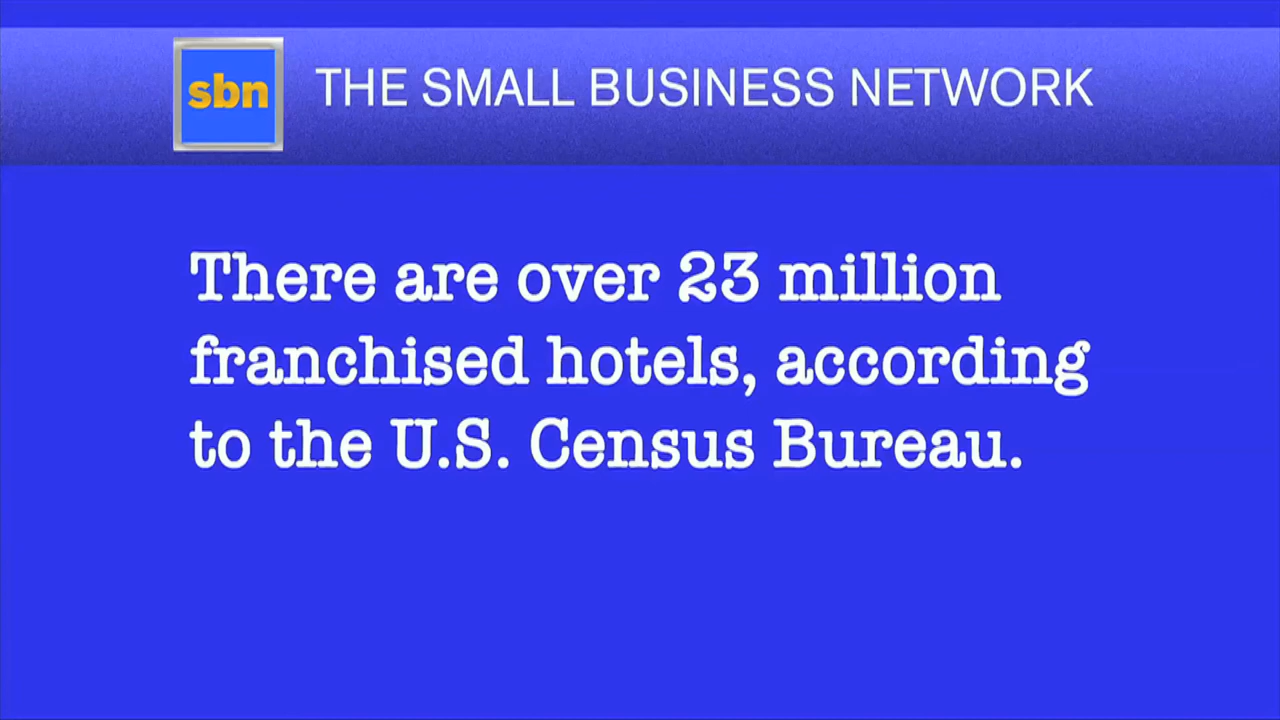 sbn
THE SMALL BUSINESS NETWORK
There are over 23 million
franchised hotels, according
to the U.S. Census Bureau.